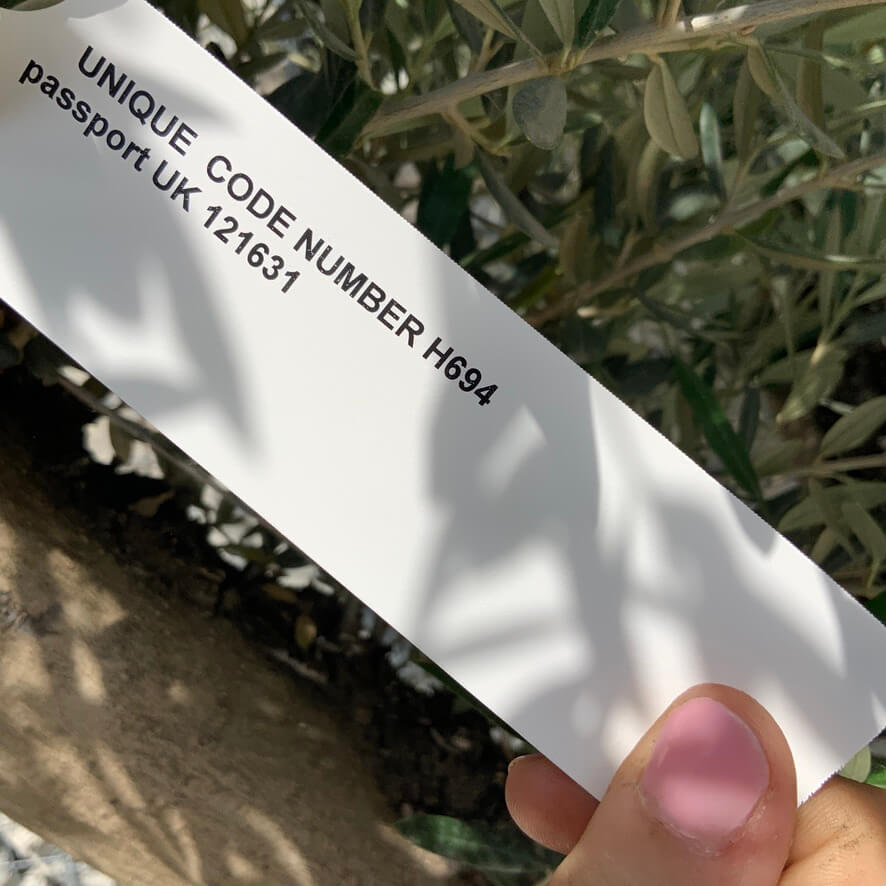 UNIQUE CODE NUMBER H694
passport UK 121631